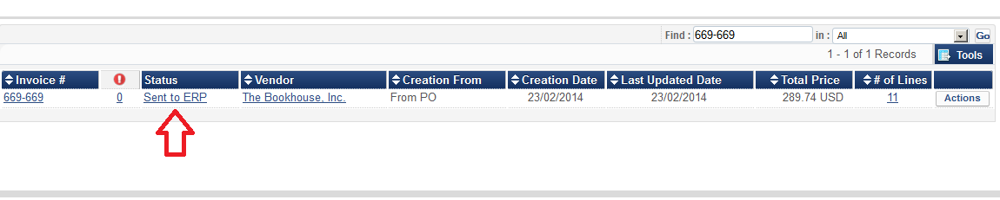 Find : 669-669 in : All Go
1 - 1 of 1 Records Tools
Invoice # ! Status Vendor Creation From Creation Date Last Updated Date Total Price # of Lines
669-669 0 Sent to ERP The Bookhouse, Inc. From PO 23/02/2014 23/02/2014 289.74 USD 11 Actions